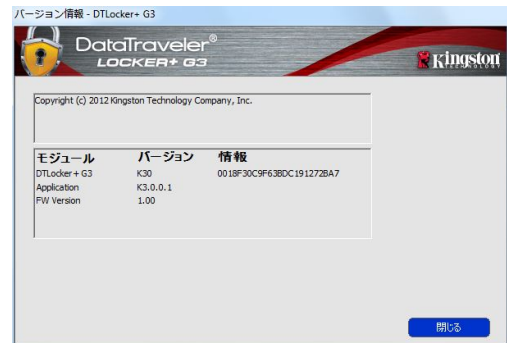 バージョン情報 - DTLocker+ G3
DataTraveler®
LOCKER+ G3
Kingston
TECHNOLOGY
Copyright (c) 2012 Kingston Technology Company, Inc.
モジュール バージョン 情報
DTLocker+ G3 K30 0018F30C9F63BDC191272BA7
Application K3.0.0.1
FW Version 1.00
閉じる